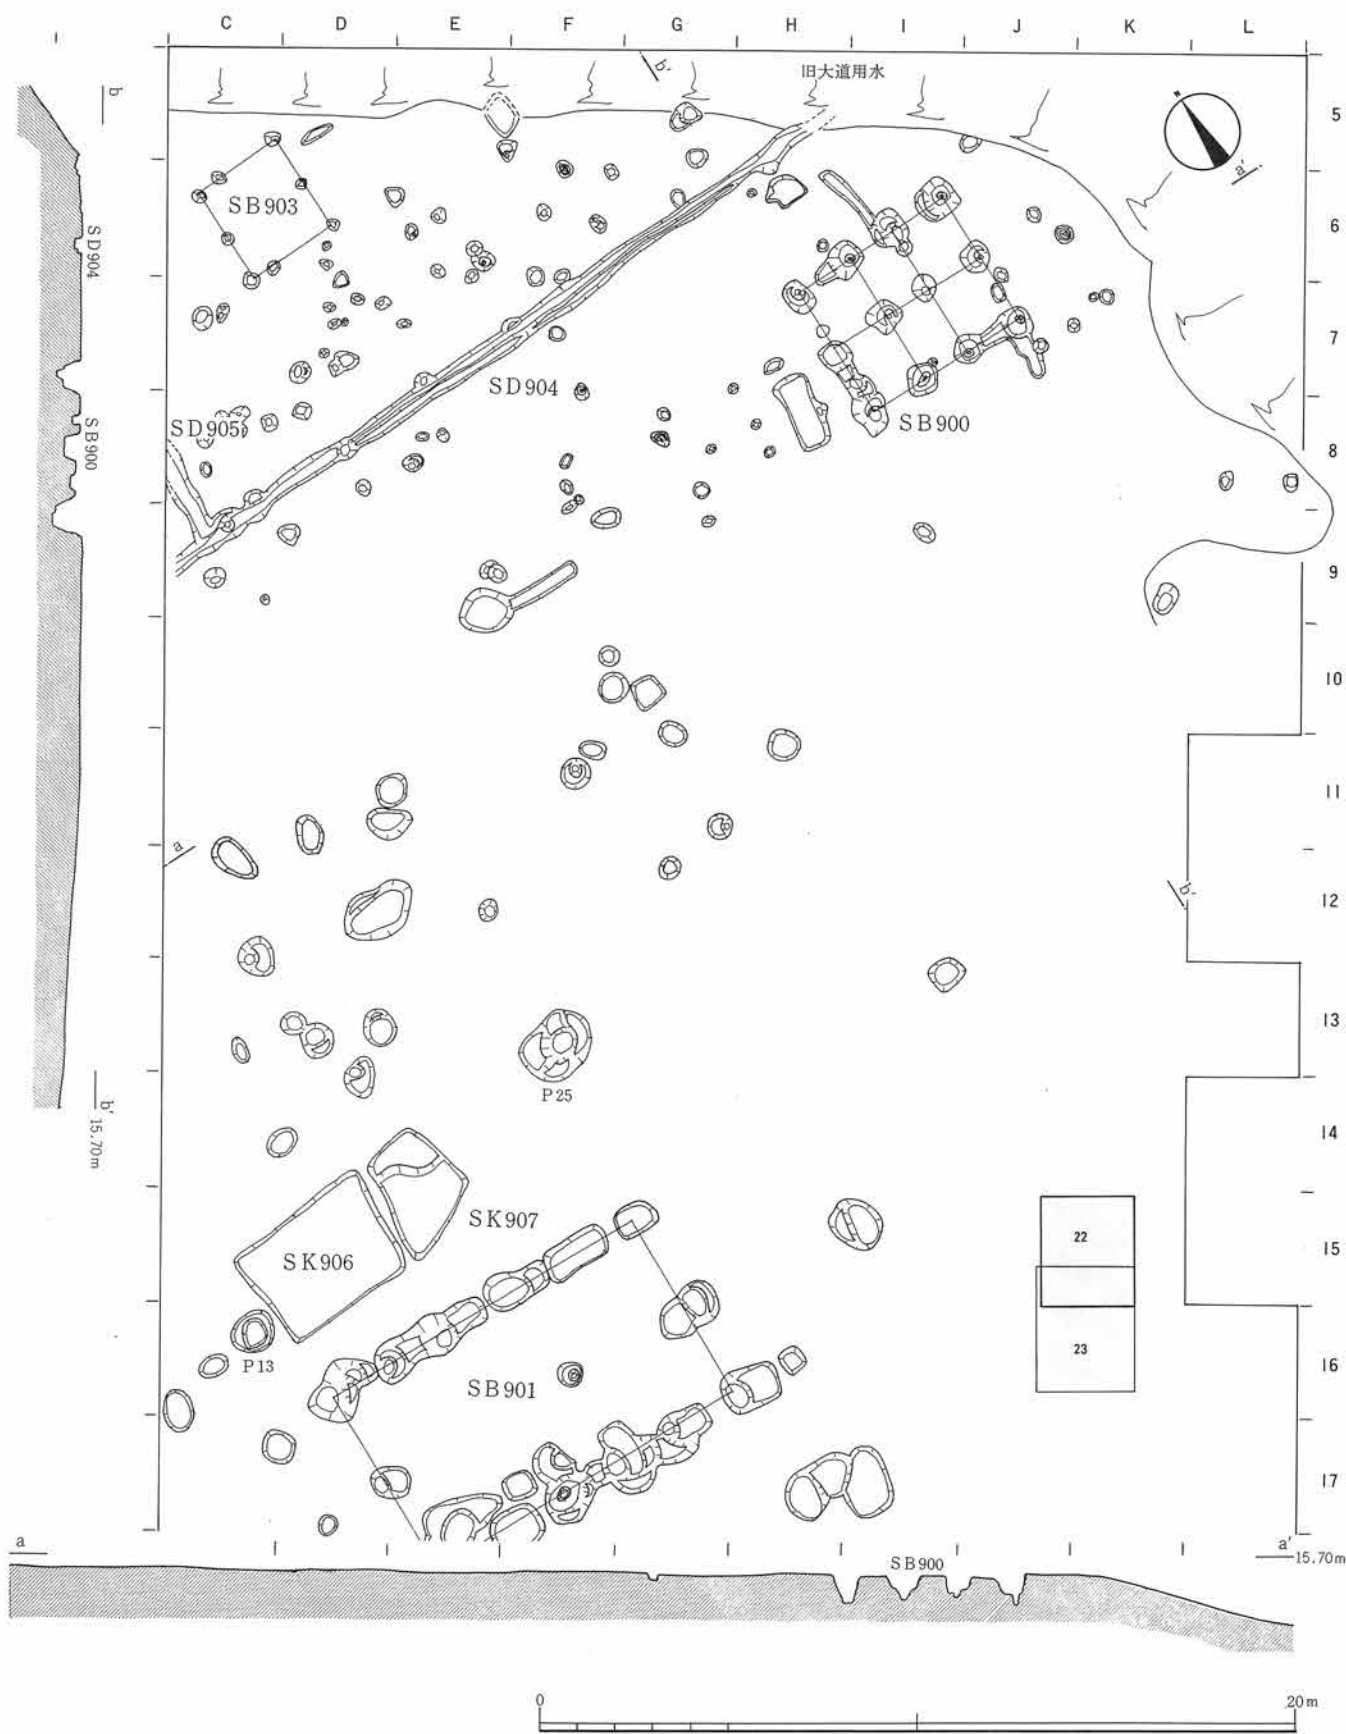 C D E F G H I J K L
b
b'
旧大道用水
N
a'
5
6
7
8
9
10
11
12
13
14
15
16
17
SD904
SB900
SB903
SD904
SD905
SB900
a
b'
P25
b'
15.70m
SK907
SK906
22
23
P13
SB901
a
a'
15.70m
SB900
0
20m